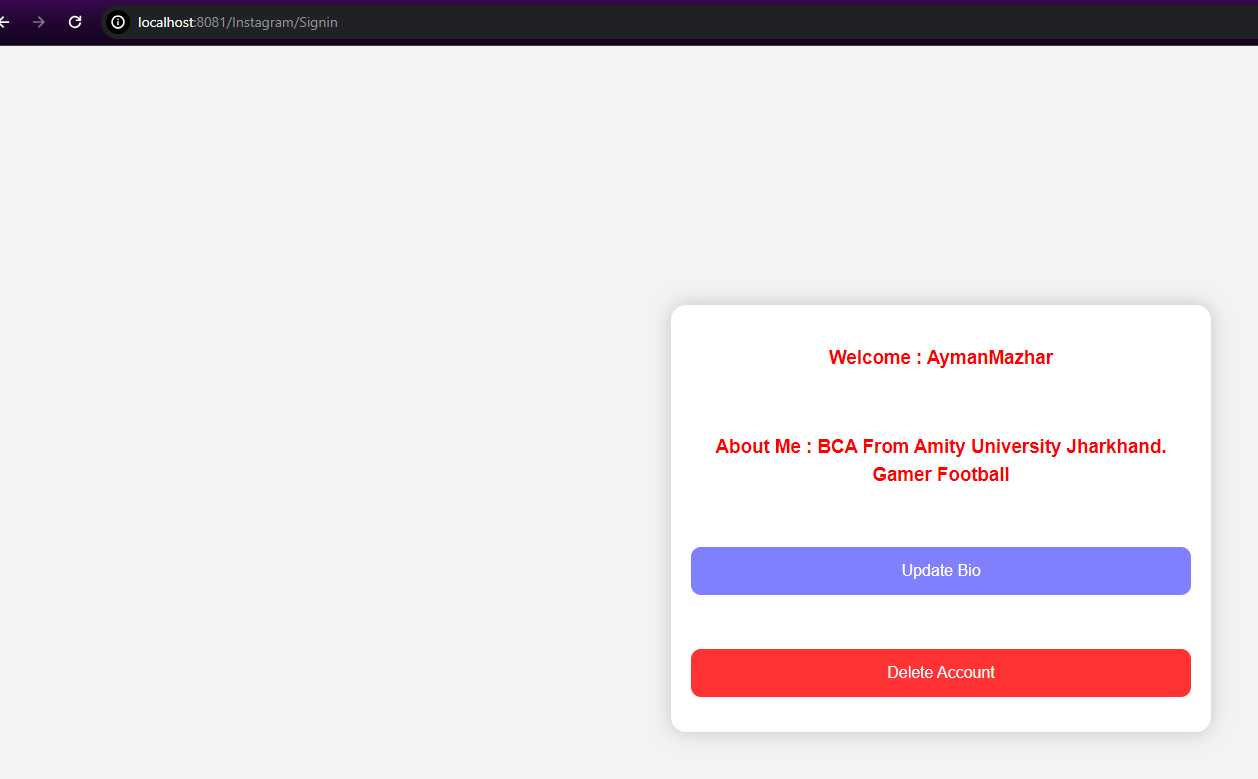 localhost:8081/Instagram/Signin
Welcome : AymanMazhar
About Me : BCA From Amity University Jharkhand.
Gamer Football
Update Bio
Delete Account